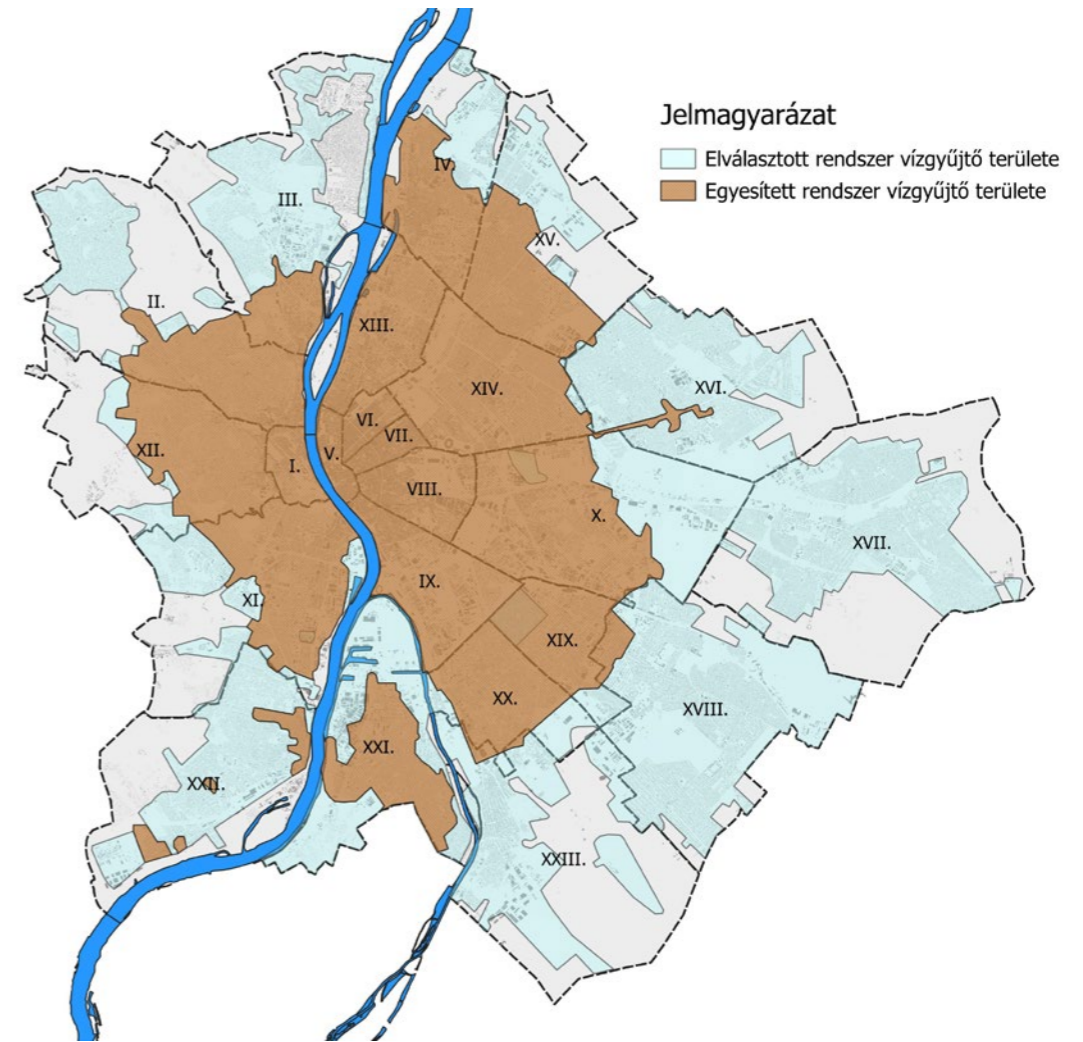 Jelmagyarázat
Elválasztott rendszer vízgyűjtő területe
Egyesített rendszer vízgyűjtő területe
IV.
III.
XV.
II.
XIII.
XIV.
XVI.
VI.
VII.
XII.
V.
I.
VIII.
X.
XVII.
IX.
XI.
XIX.
XX.
XVIII.
XXI.
XXII.
XXIII.